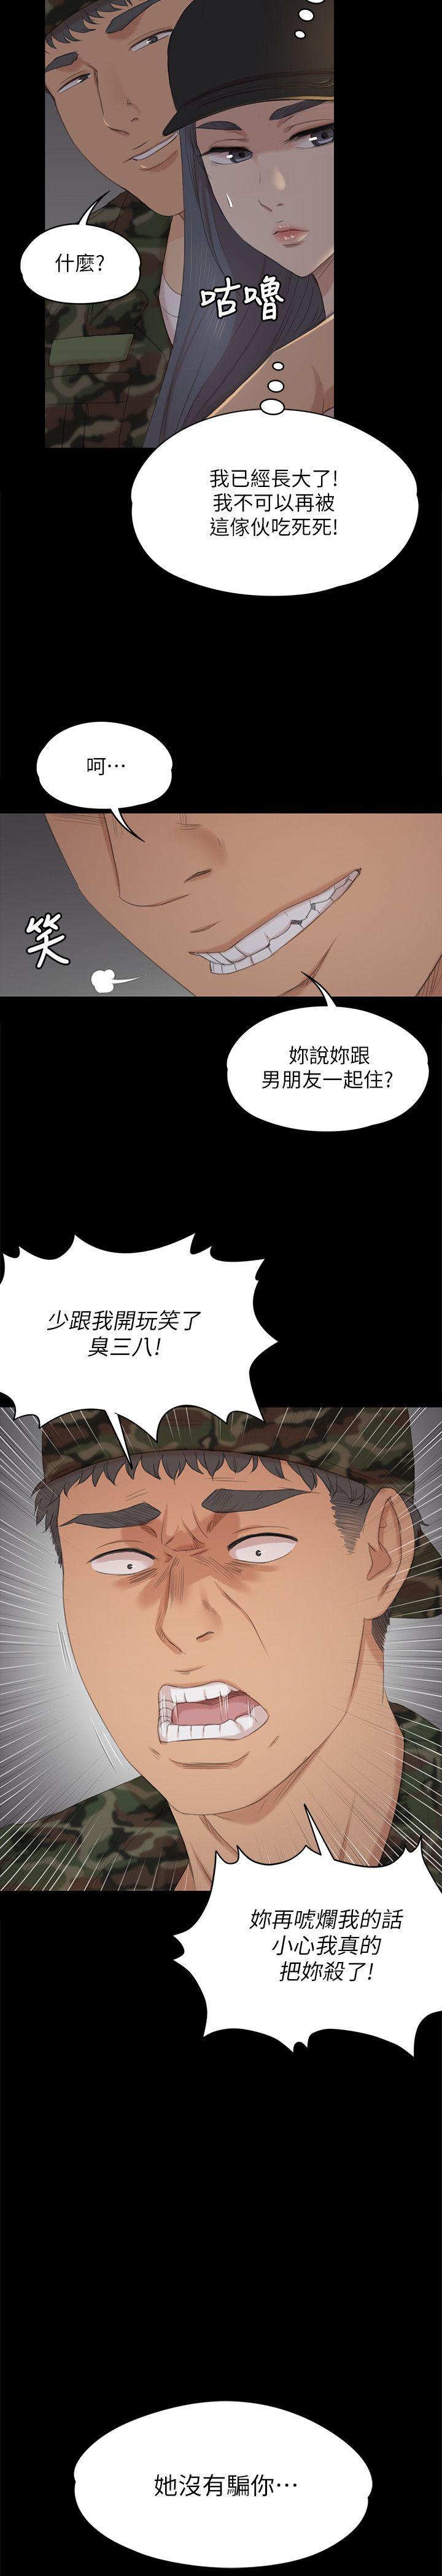 什麼?
咕嚕
我已經長大了!
我不可以再被
這傢伙吃死死!
呵⋯
笑
妳說妳跟
男朋友一起住?
少跟我開玩笑了
臭三八!
妳再唬爛我的話
小心我真的
把妳殺了!
她沒有騙你⋯